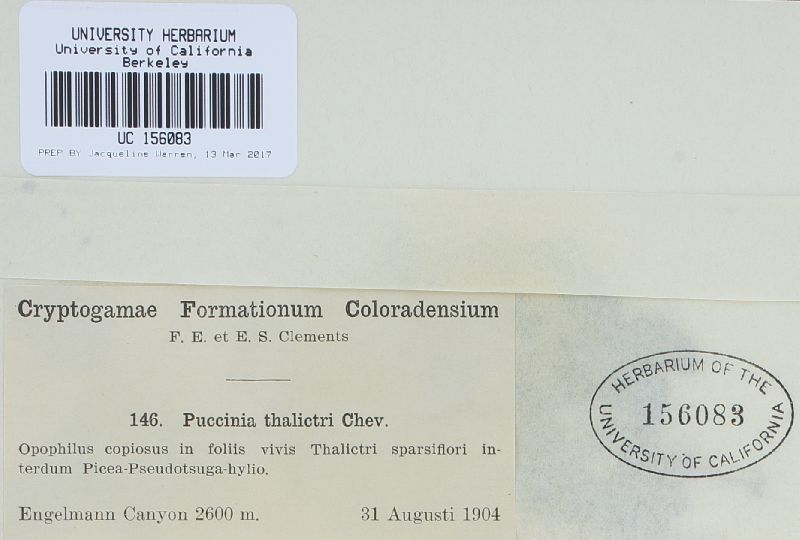 UNIVERSITY HERBARIUM
University of California
Berkeley
UC 156083
PREP BY Jacqueline Warren, 13 Mar 2017
Cryptogamae Formationum Coloradensium
F. E. et E. S. Clements
146. Puccinia thalictri Chev.
Opophilus copiosus in foliis vivis Thalictri sparsiflori in-
terdum Picea-Pseudotsuga-hylio.
Engelmann Canyon 2600 m. 31 Augusti 1904
HERBARIUM OF THE
156083
UNIVERSITY OF CALIFORNIA